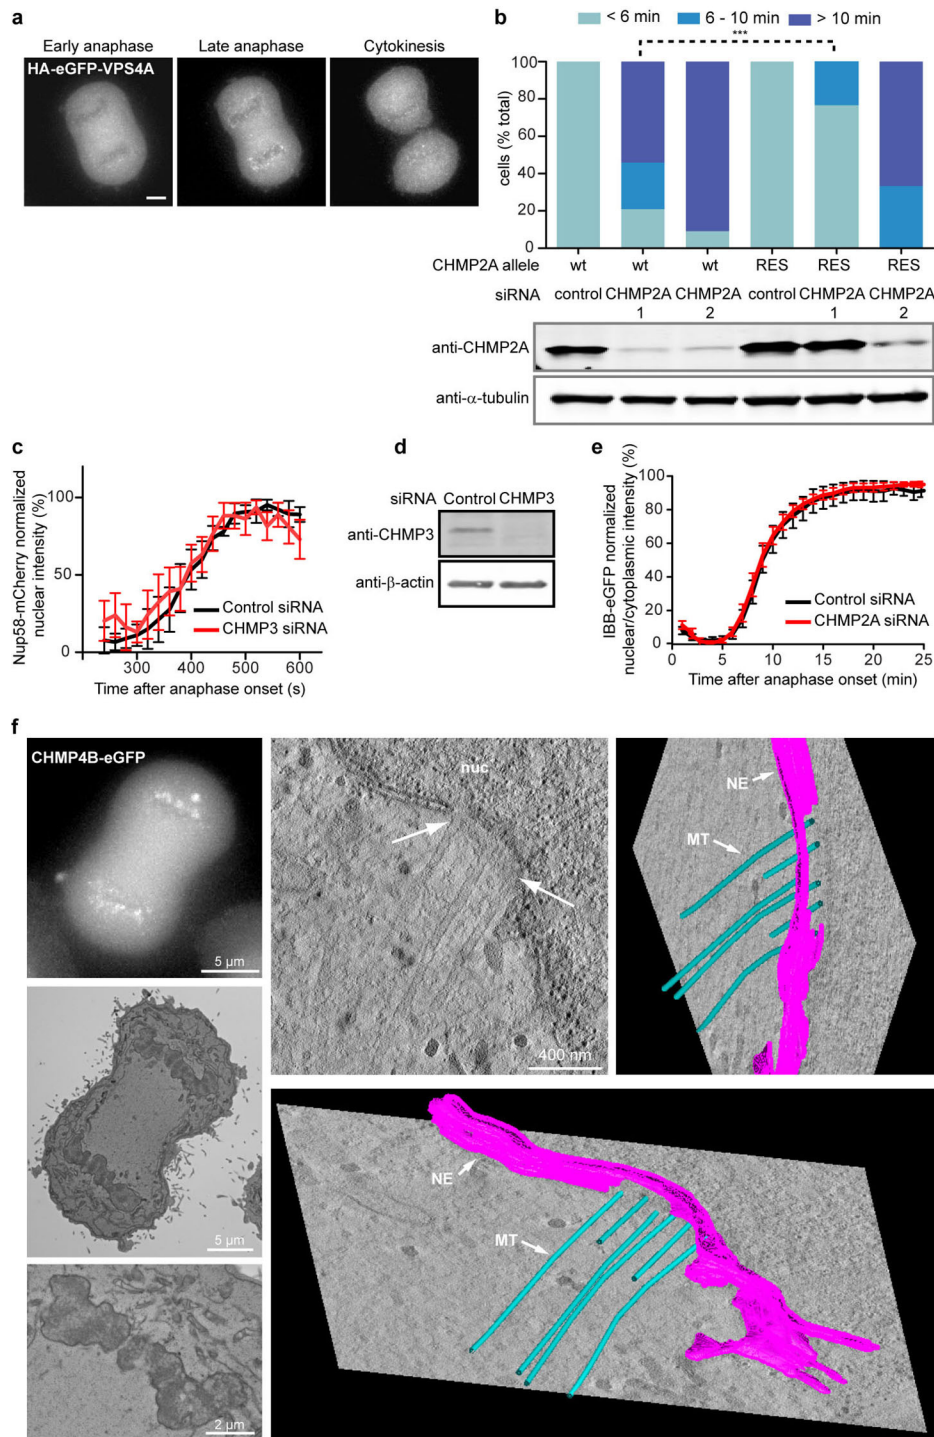 a
Early anaphase Late anaphase Cytokinesis
HA-eGFP-VPS4A
b
< 6 min 6 - 10 min > 10 min
***
cells (% total)
100
80
60
40
20
0
CHMP2A allele wt wt wt RES RES RES
siRNA control CHMP2A CHMP2A control CHMP2A CHMP2A
1 2 1 2
anti-CHMP2A
anti-α-tubulin
c
Nup58-mCherry normalized
nuclear intensity (%)
100
50
0
300 400 500 600
Control siRNA
CHMP3 siRNA
Time after anaphase onset (s)
d
siRNA Control CHMP3
anti-CHMP3
anti-β-actin
e
IBB-eGFP normalized
nuclear/cytoplasmic intensity (%)
100
80
60
40
20
0
0 5 10 15 20 25
Control siRNA
CHMP2A siRNA
Time after anaphase onset (min)
f
CHMP4B-eGFP
5 µm
5 µm
2 µm
nuc
400 nm
NE
MT
NE
MT